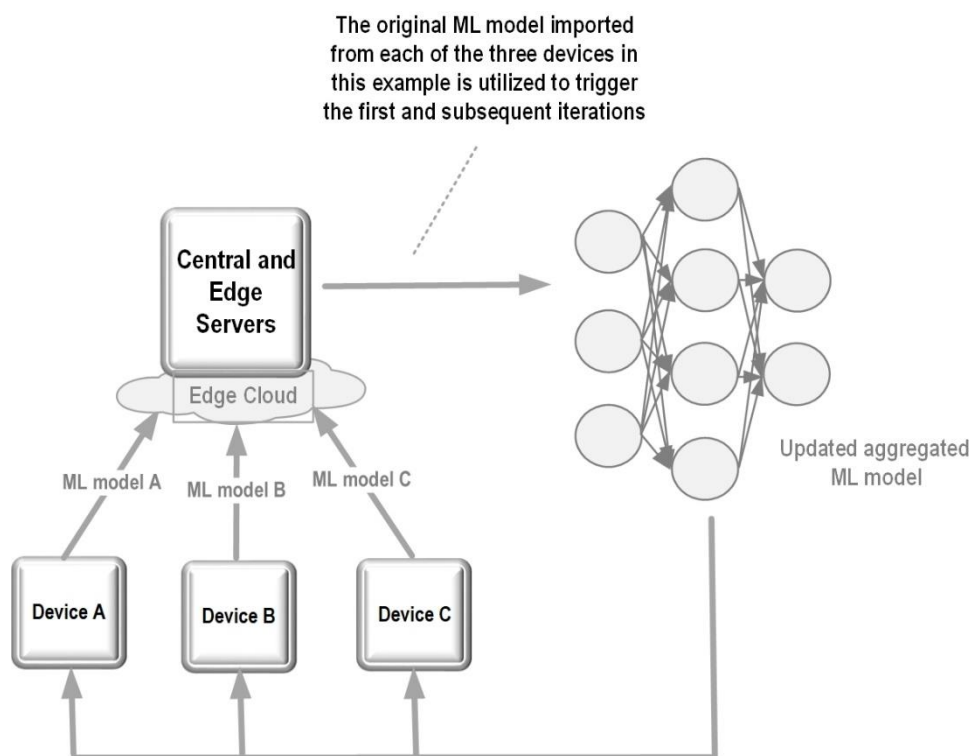 The original ML model imported
from each of the three devices in
this example is utilized to trigger
the first and subsequent iterations
Central and
Edge
Servers
Edge Cloud
ML model A
ML model B
ML model C
Updated aggregated
ML model
Device A
Device B
Device C